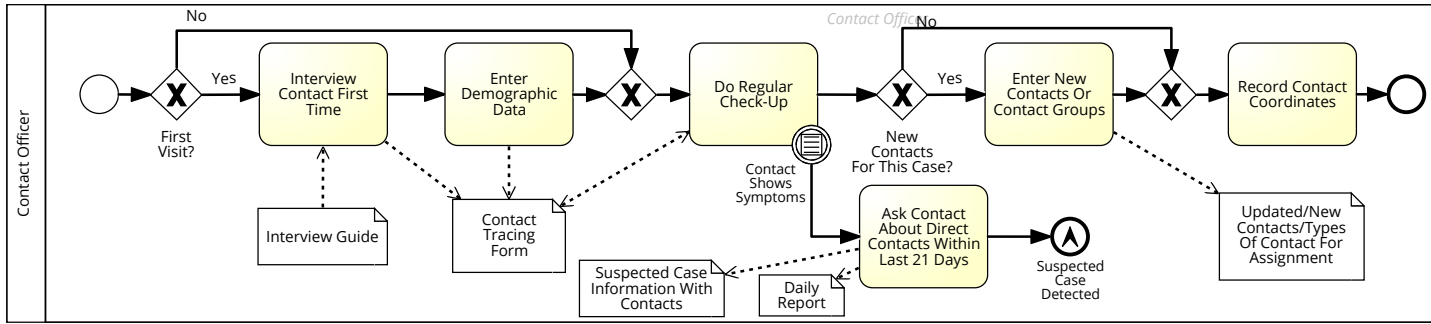 Contact Officer
Contact Officer
No
No
Yes
Yes
First
Visit?
Interview
Contact First
Time
Enter
Demographic
Data
Do Regular
Check-Up
New
Contacts
For This Case?
Enter New
Contacts Or
Contact Groups
Record Contact
Coordinates
Contact
Shows
Symptoms
Interview Guide
Contact
Tracing
Form
Ask Contact
About Direct
Contacts Within
Last 21 Days
Updated/New
Contacts/Types
Of Contact For
Assignment
Suspected Case
Information With
Contacts
Daily
Report
Suspected
Case
Detected